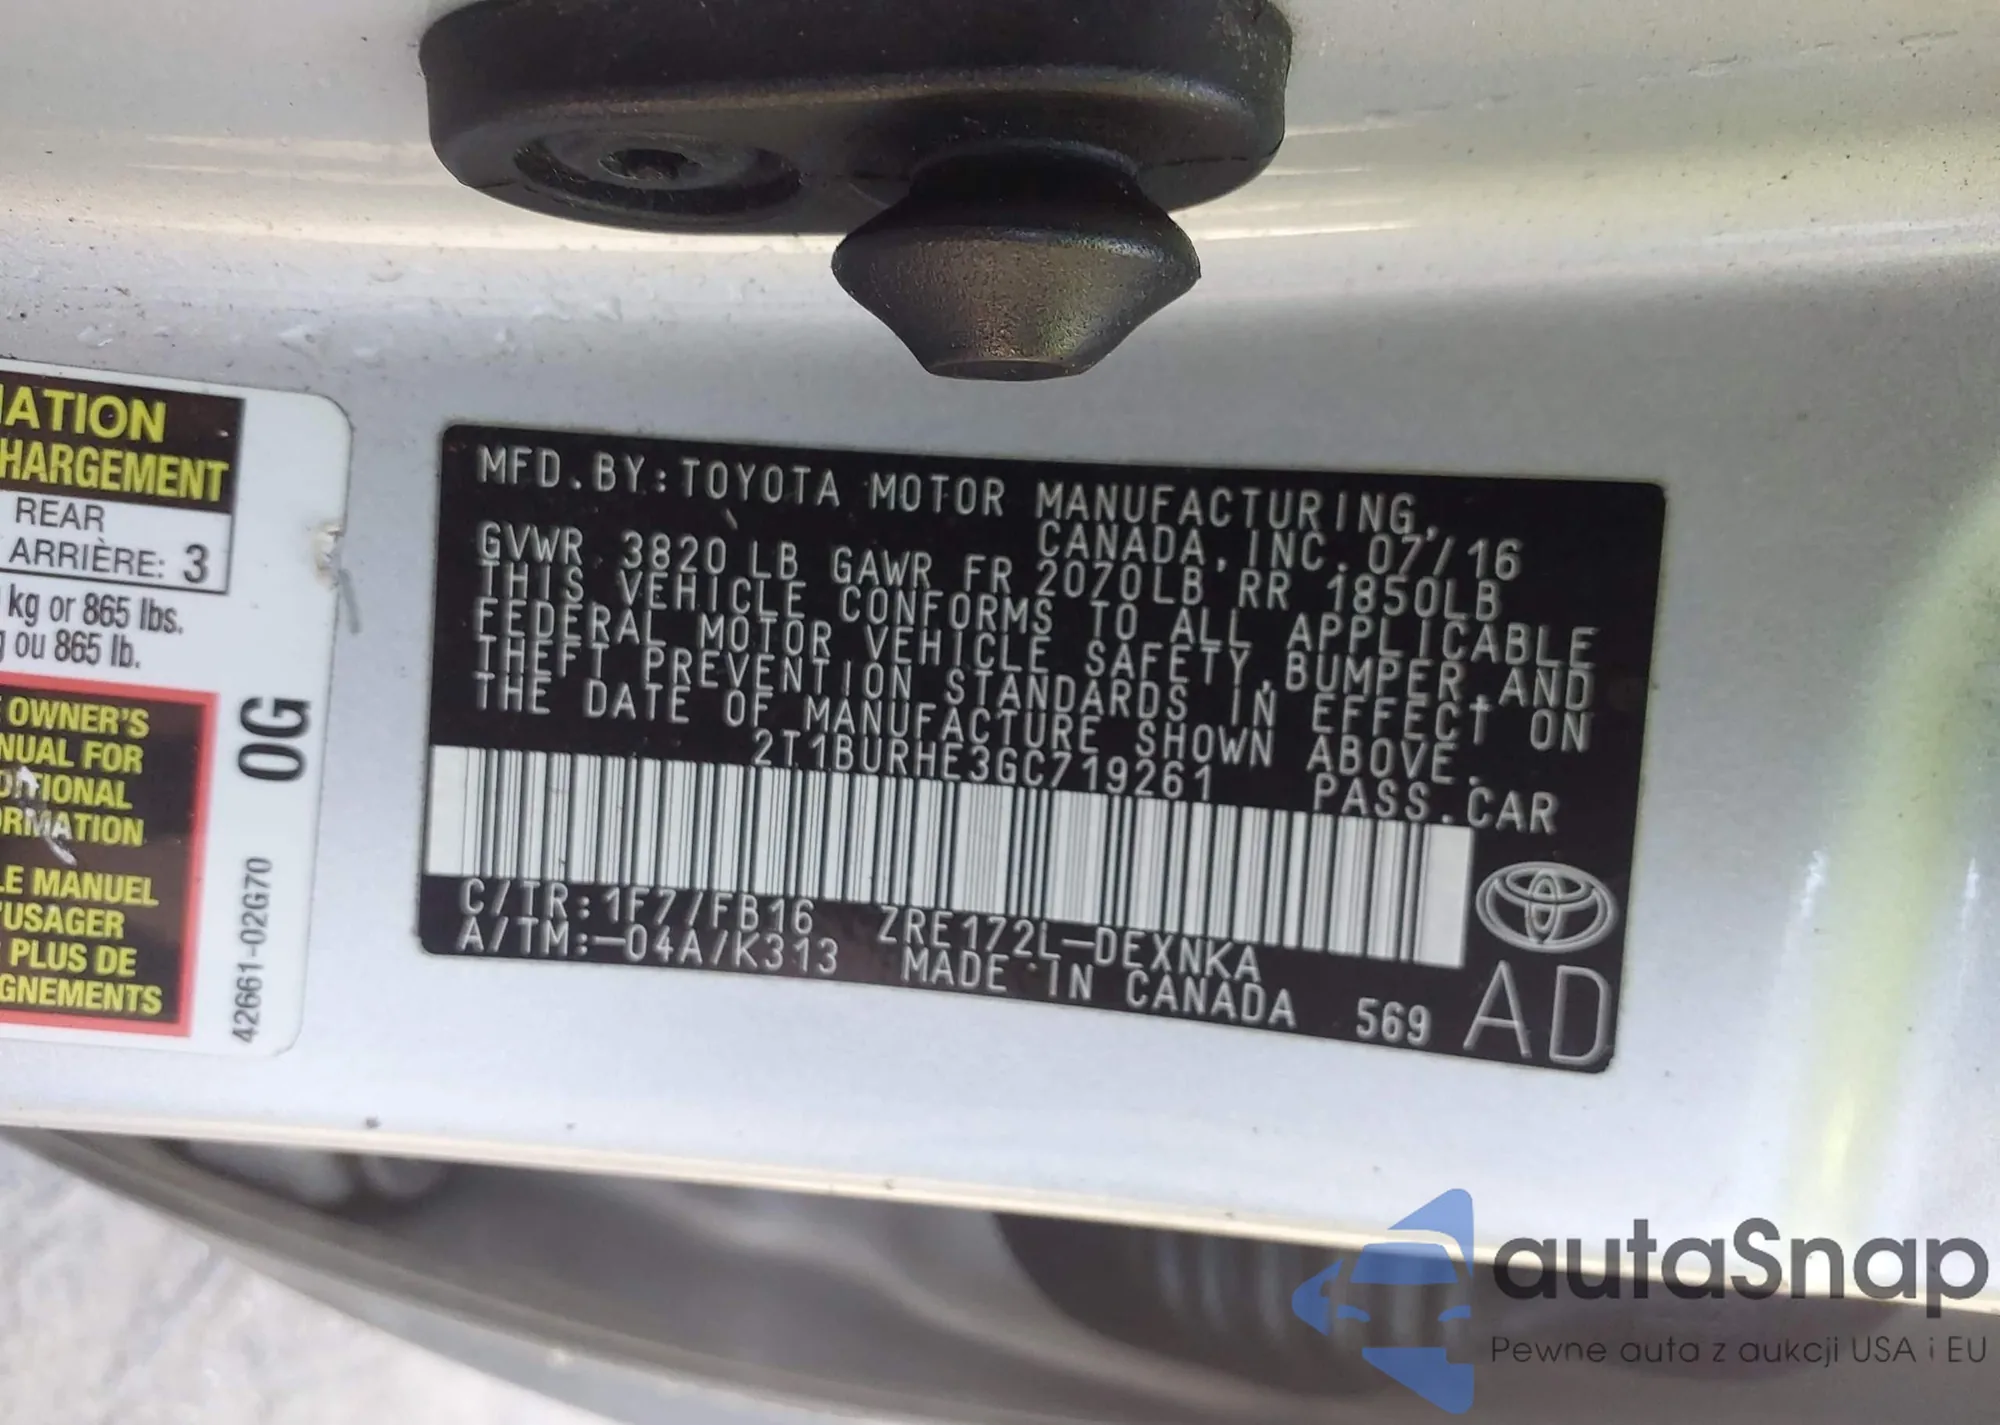 MATION
HARGEMENT
REAR
ARRIÈRE: 3
kg or 865 lbs.
ou 865 lb.
OWNER'S
NUAL FOR
ORMATION
LE MANUEL
'USAGER
PLUS DE
GNEMENTS
0G
42661-02G70
MFD.BY:TOYOTA MOTOR MANUFACTURING,
CANADA,INC. 07/16
GVWR 3820 LB GAWR FR 2070LB RR 1850LB
THIS VEHICLE CONFORMS TO ALL APPLICABLE
FEDERAL MOTOR VEHICLE SAFETY,BUMPER,AND
THEFT PREVENTION STANDARDS IN EFFECT ON
THE DATE OF MANUFACTURE SHOWN ABOVE.
2T1BURHE3GC719261 PASS.CAR
C/TR:1F7/FB16 ZRE172L-DEXNKA
A/TM:-04A/K313 MADE IN CANADA 569
AD
autaSnap
Pewne auta z aukcji USA i EU